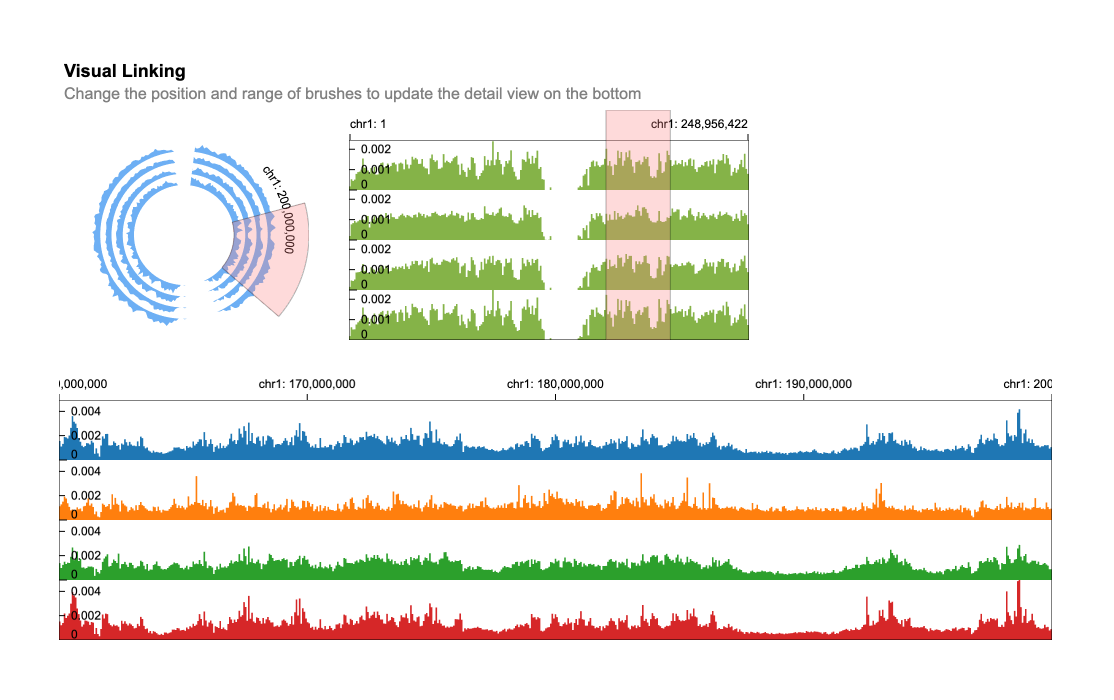 Visual Linking
Change the position and range of brushes to update the detail view on the bottom
chr1: 200,000,000
chr1: 1
chr1: 248,956,422
0.002
0.001
0
0.002
0.001
0
0.002
0.001
0
0.002
0.001
0
0,000,000
chr1: 170,000,000
chr1: 180,000,000
chr1: 190,000,000
chr1: 200
0.004
0.002
0
0.004
0.002
0
0.004
0.002
0
0.004
0.002
0